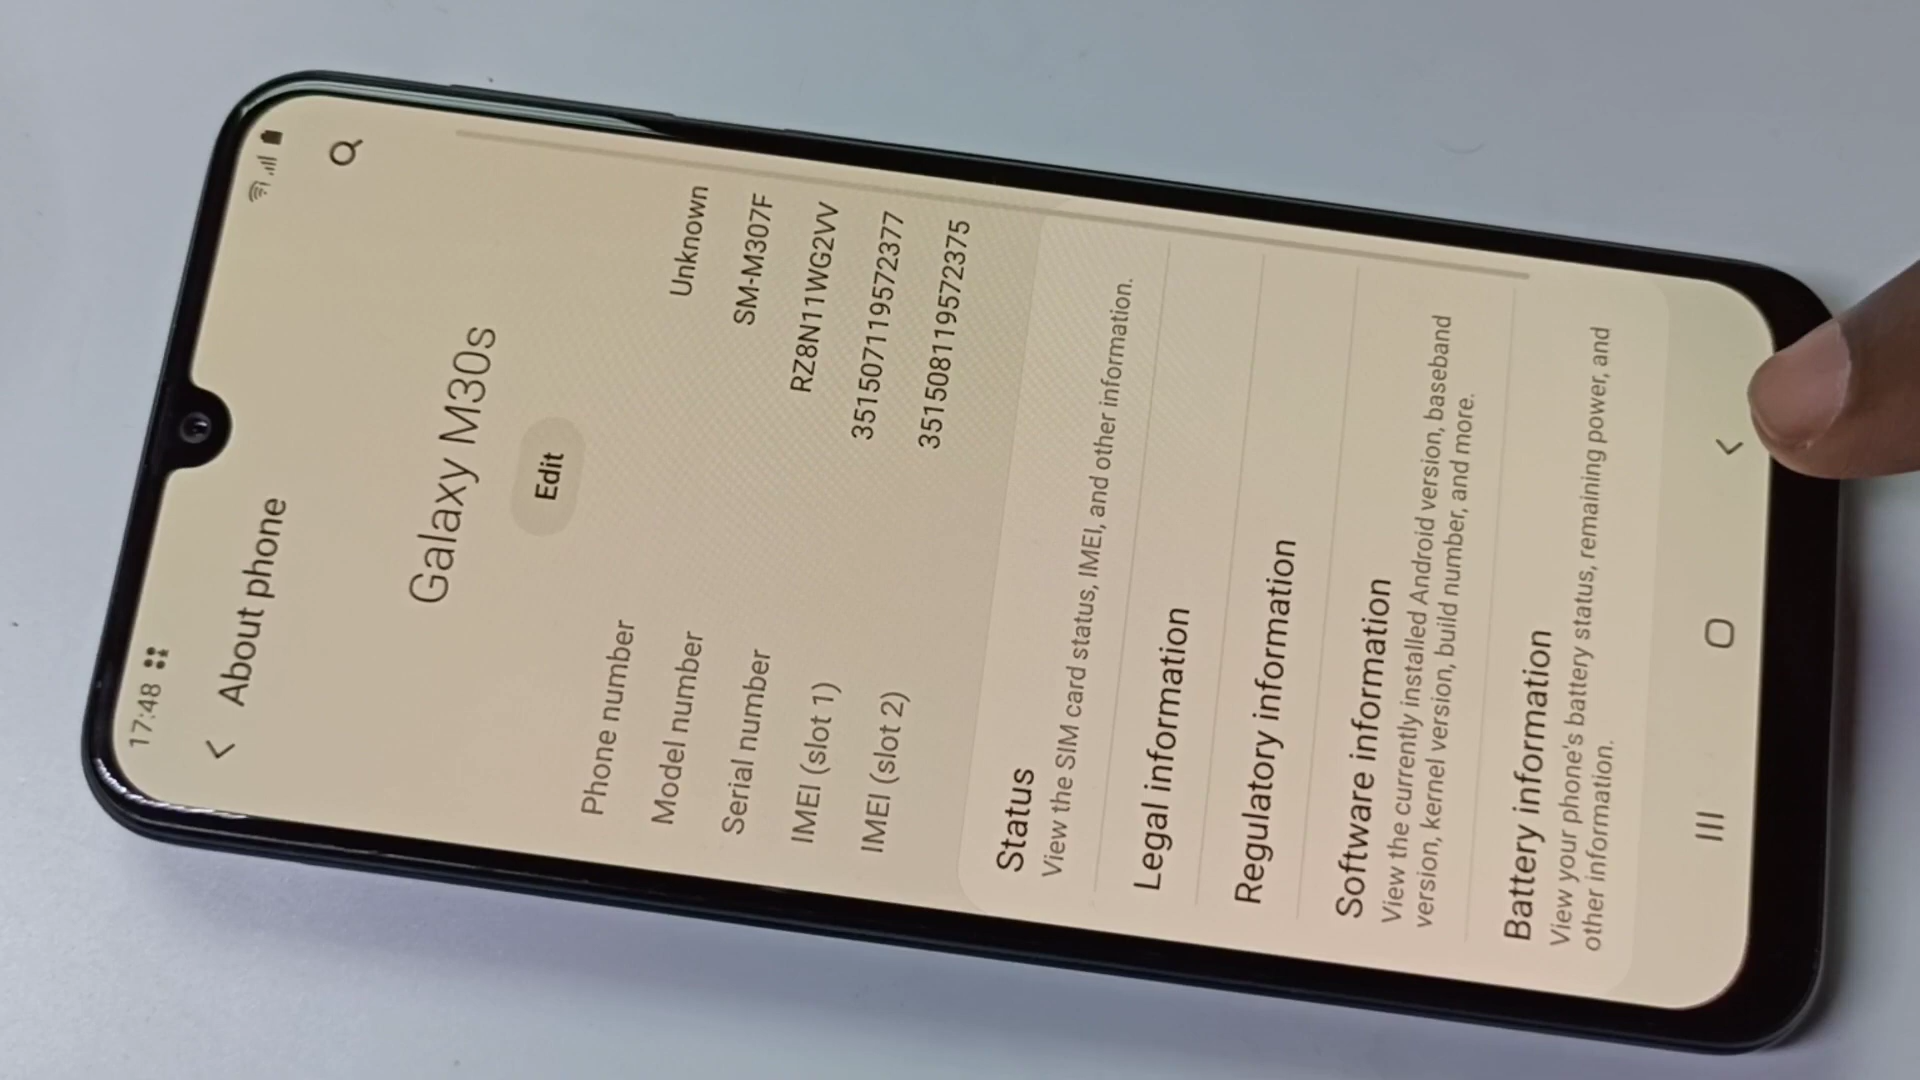 17:48
About phone
Galaxy M30s
Edit
Phone number Unknown
Model number SM-M307F
Serial number RZ8N11WG2VV
IMEI (slot 1) 351507119572377
IMEI (slot 2) 351508119572375
Status
View the SIM card status, IMEI, and other information.
Legal information
Regulatory information
Software information
View the currently installed Android version, baseband
version, kernel version, build number, and more.
Battery information
View your phone's battery status, remaining power, and
other information.